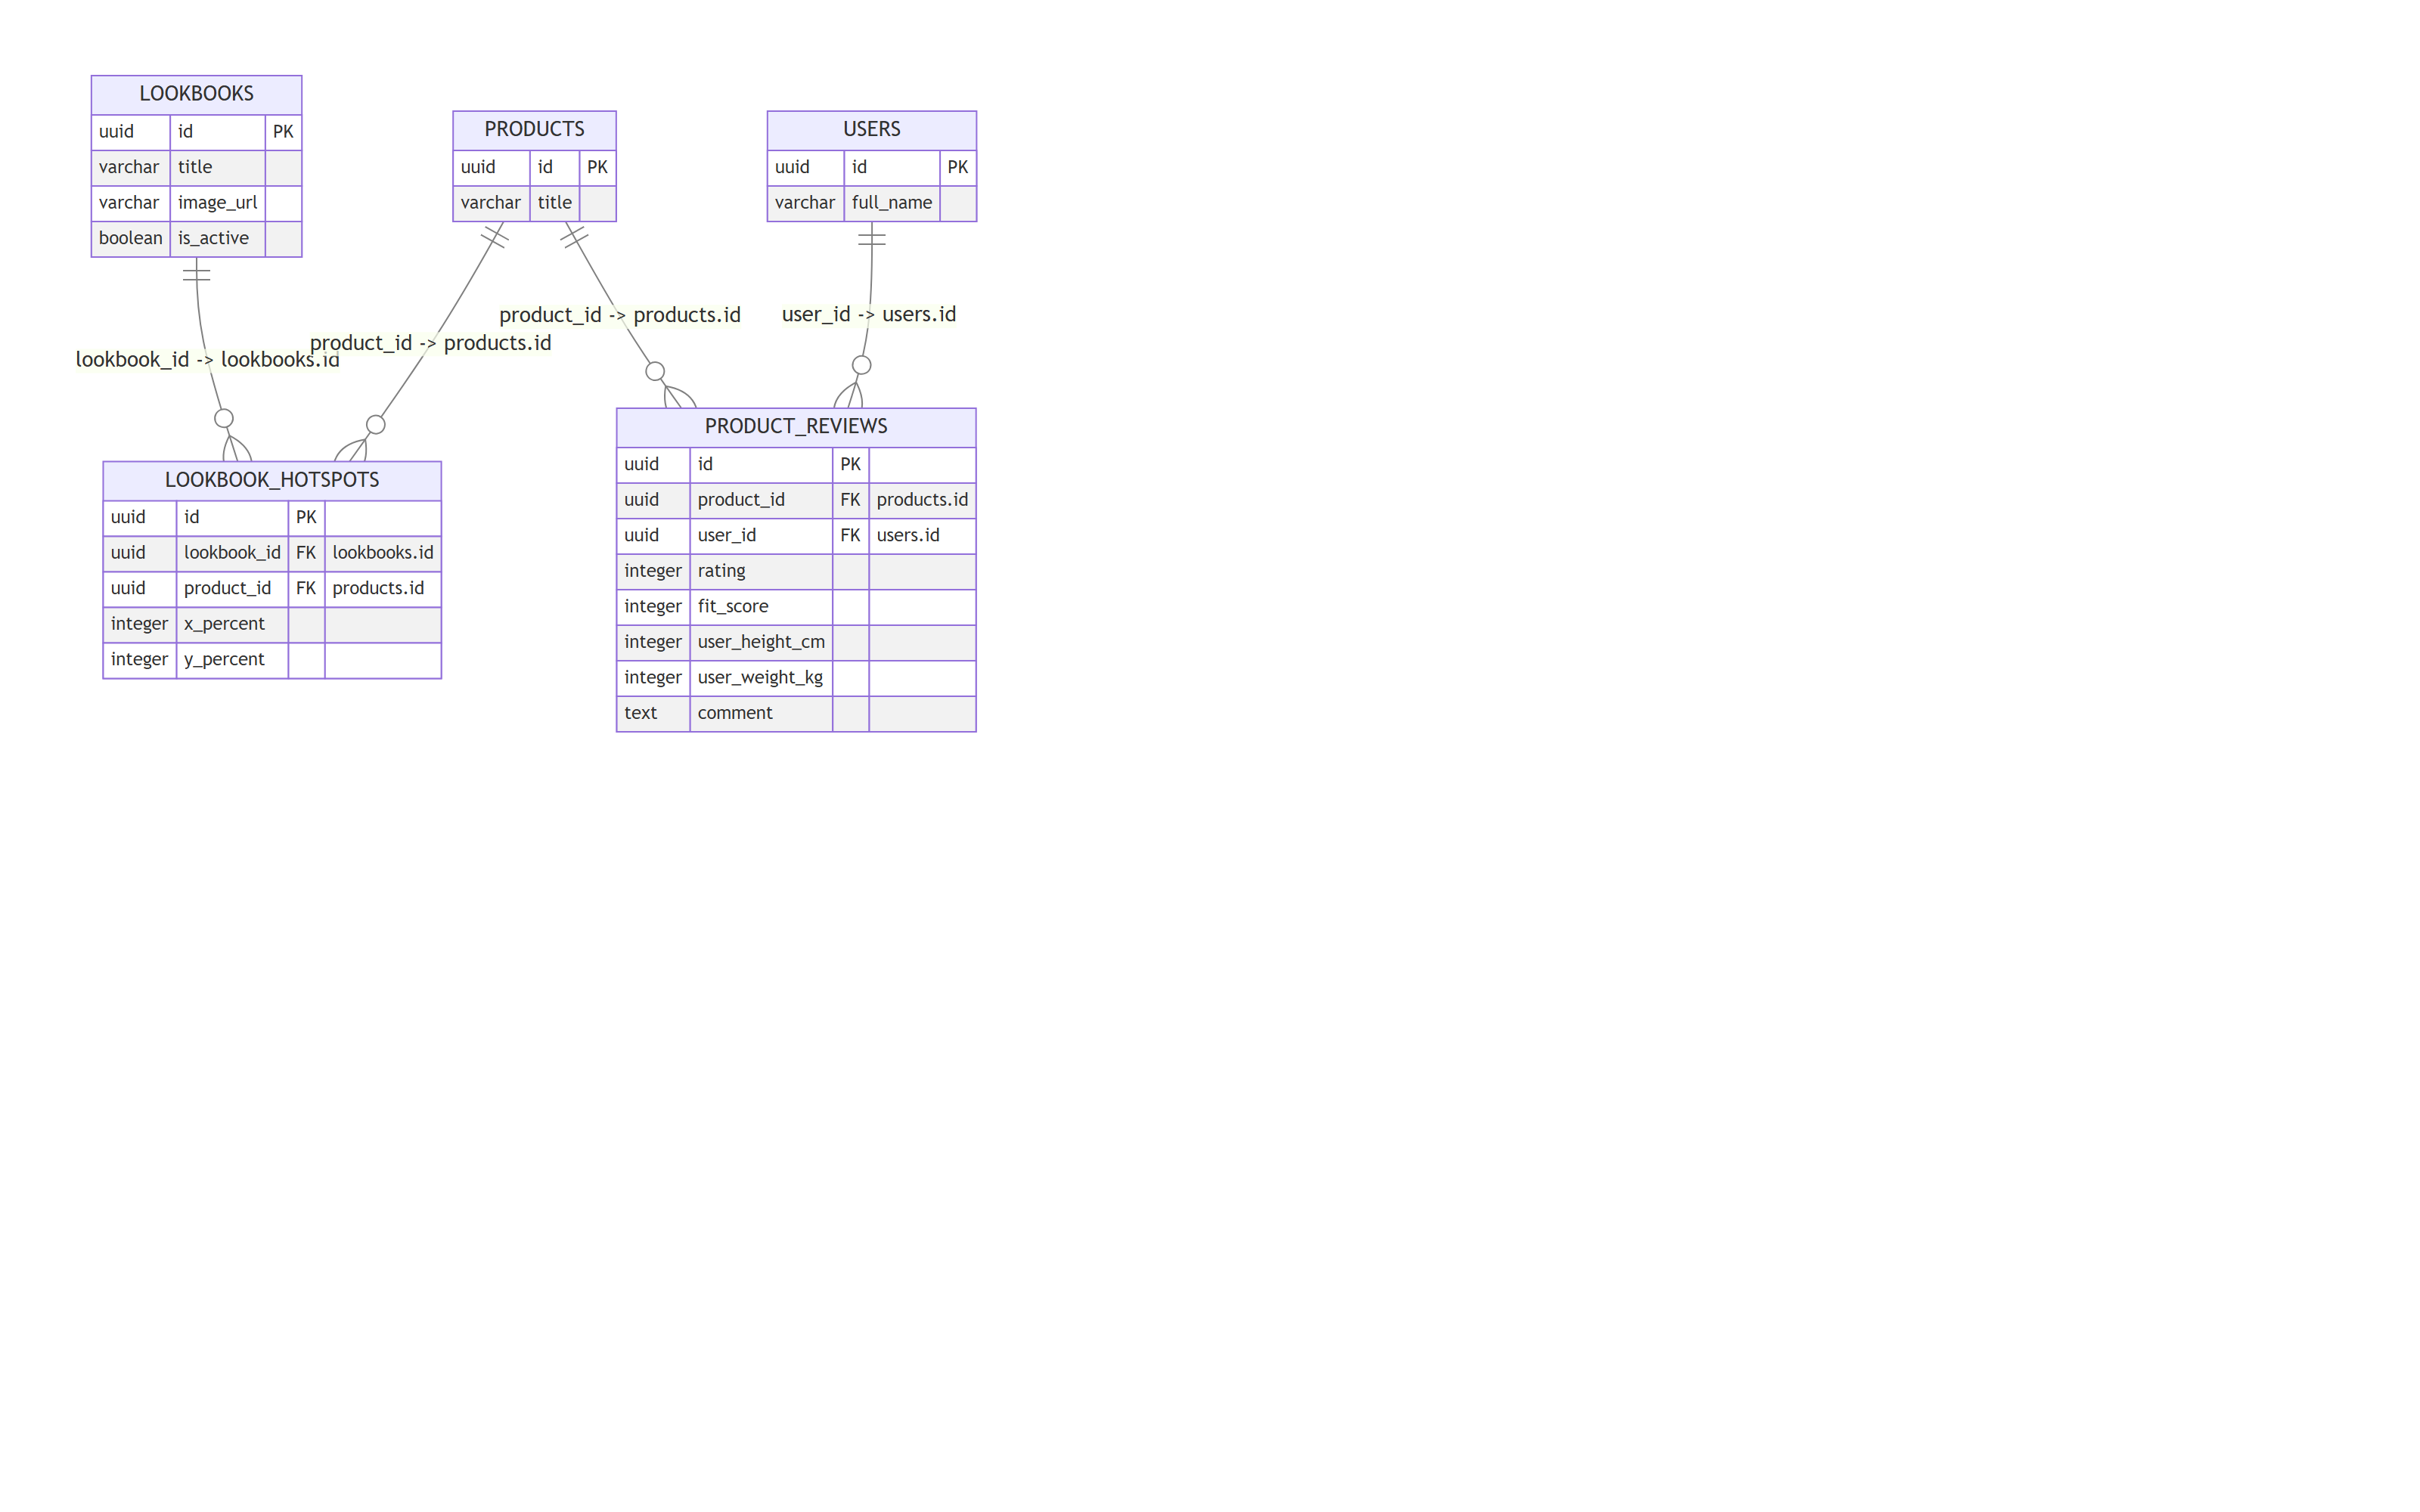 LOOKBOOKS
uuid id PK
varchar title
varchar image_url
boolean is_active
PRODUCTS
uuid id PK
varchar title
USERS
uuid id PK
varchar full_name
product_id -> products.id
user_id -> users.id
product_id -> products.id
lookbook_id -> lookbooks.id
LOOKBOOK_HOTSPOTS
uuid id PK
uuid lookbook_id FK lookbooks.id
uuid product_id FK products.id
integer x_percent
integer y_percent
PRODUCT_REVIEWS
uuid id PK
uuid product_id FK products.id
uuid user_id FK users.id
integer rating
integer fit_score
integer user_height_cm
integer user_weight_kg
text comment